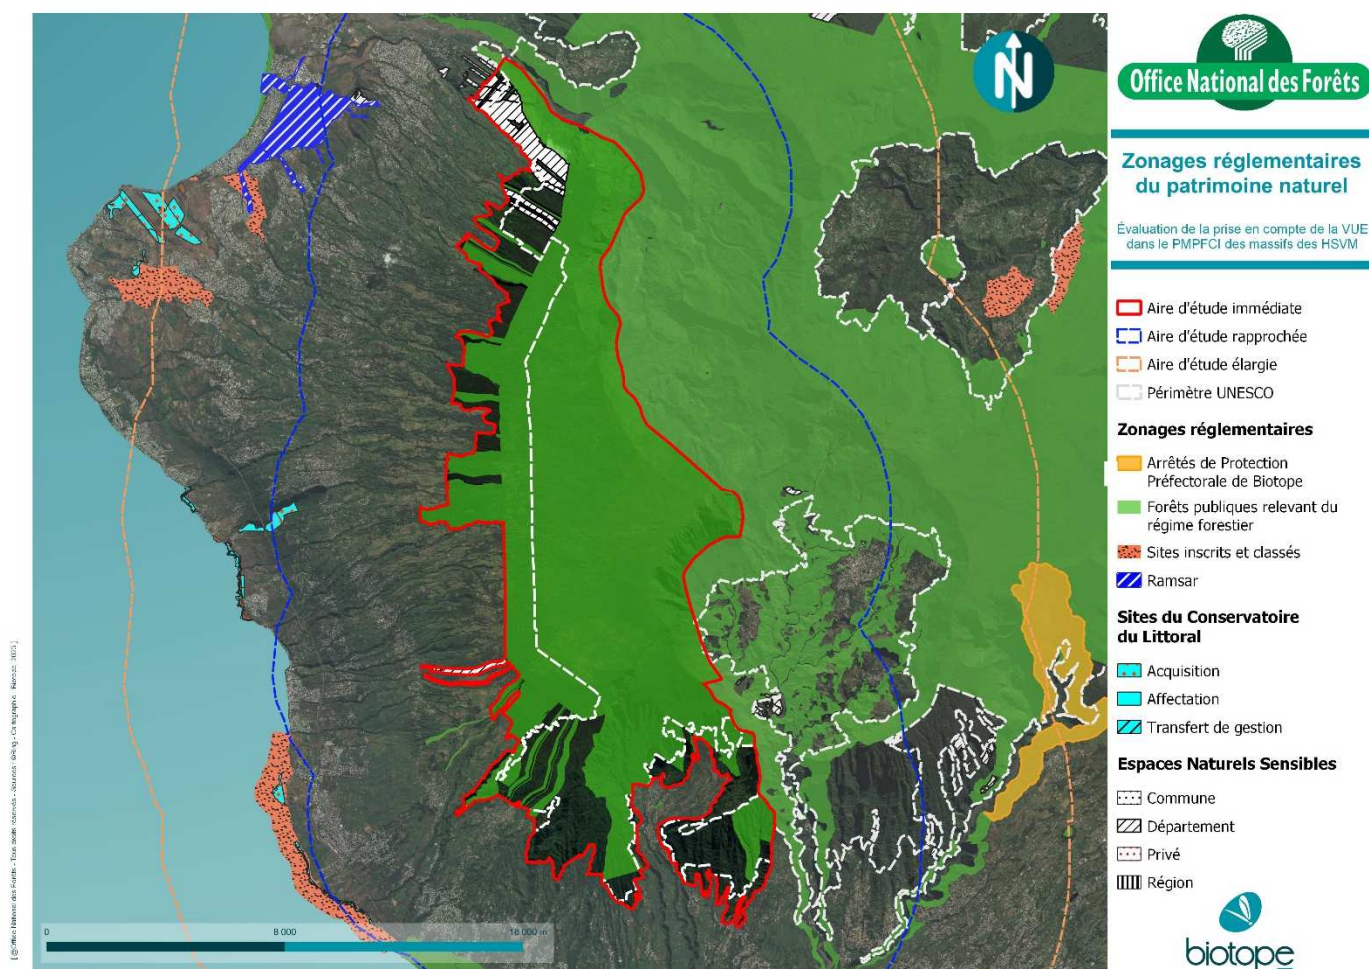 N
Office National des Forêts
Zonages réglementaires
du patrimoine naturel
Évaluation de la prise en compte de la VUE
dans le PMPFCI des massifs des HSVM
Aire d'étude immédiate
Aire d'étude rapprochée
Aire d'étude élargie
Périmètre UNESCO
Zonages réglementaires
Arrêtés de Protection
Préfectorale de Biotope
Forêts publiques relevant du
régime forestier
Sites inscrits et classés
Ramsar
Sites du Conservatoire
du Littoral
Acquisition
Affectation
Transfert de gestion
Espaces Naturels Sensibles
Commune
Département
Privé
Région
biotope
0 8 000 16 000 m